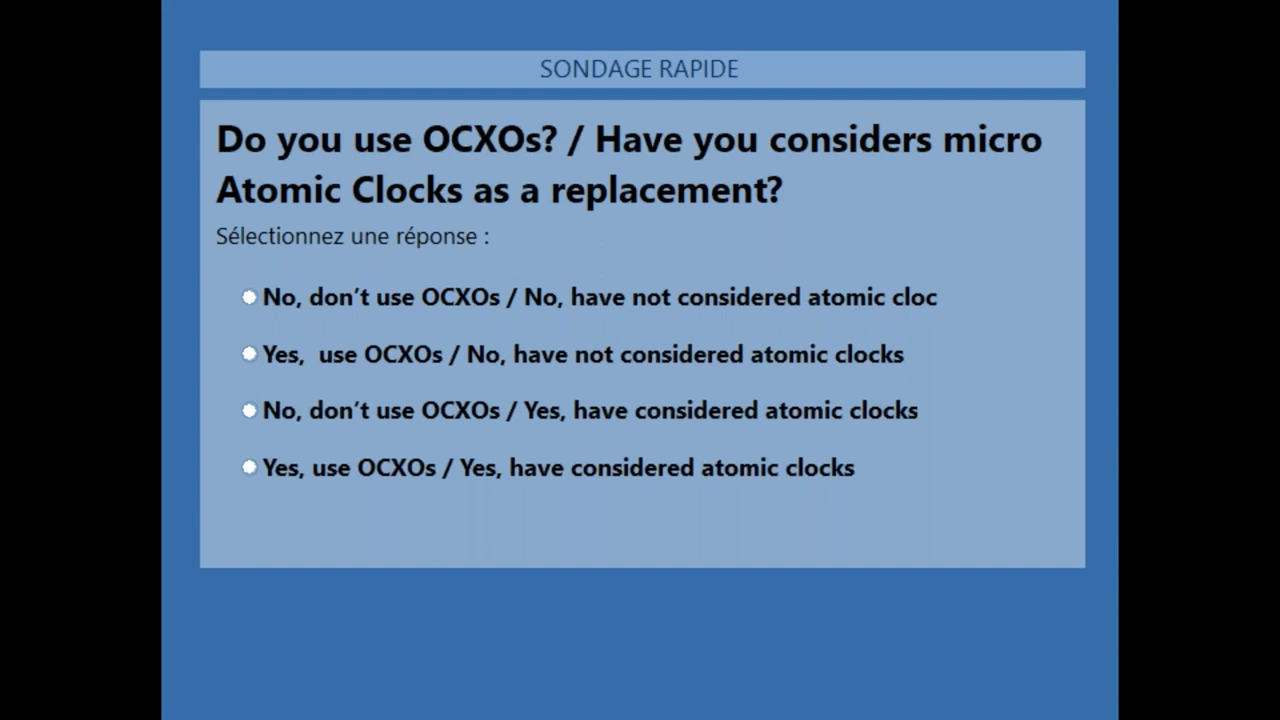 SONDAGE RAPIDE
Do you use OCXOs? / Have you considers micro
Atomic Clocks as a replacement?
Sélectionnez une réponse :
No, don’t use OCXOs / No, have not considered atomic cloc
Yes,  use OCXOs / No, have not considered atomic clocks
No, don’t use OCXOs / Yes, have considered atomic clocks
Yes, use OCXOs / Yes, have considered atomic clocks